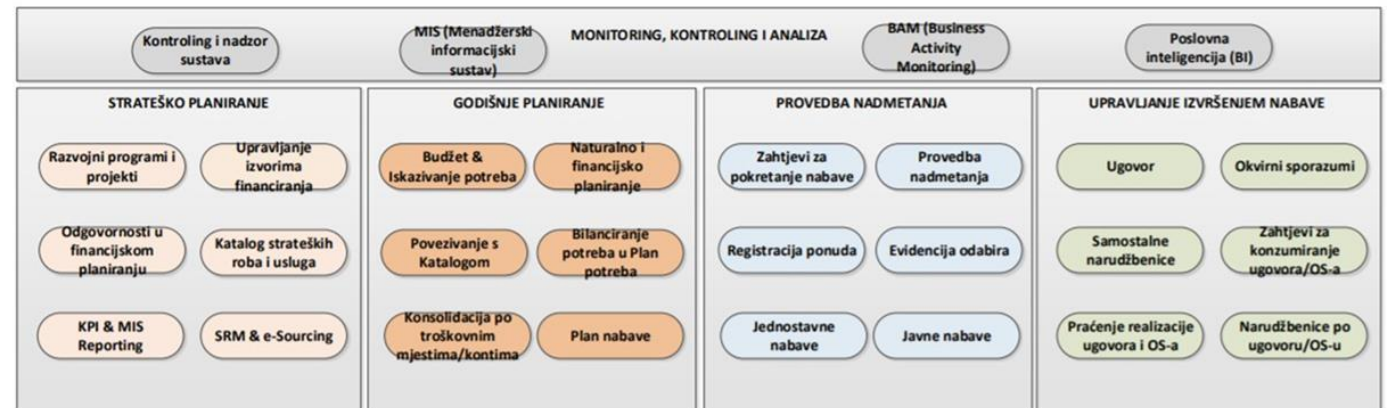 MONITORING, KONTROLING I ANALIZA
Kontroling i nadzor
sustava
MIS (Menadžerski
informacijski
sustav)
BAM (Business
Activity
Monitoring)
Poslovna
inteligencija (BI)
STRATEŠKO PLANIRANJE
Razvojni programi i
projekti
Upravljanje
izvorima
financiranja
Odgovornosti u
financijskom
planiranju
Katalog strateških
roba i usluga
KPI & MIS
Reporting
SRM & e-Sourcing
GODIŠNJE PLANIRANJE
Budžet &
Iskazivanje potreba
Naturalno i
financijsko
planiranje
Povezivanje s
Katalogom
Bilanciranje
potreba u Plan
potreba
Konsolidacija po
troškovnim
mjestima/kontima
Plan nabave
PROVEDBA NADMETANJA
Zahtjevi za
pokretanje nabave
Provedba
nadmetanja
Registracija ponuda
Evidencija odabira
Jednostavne
nabave
Javne nabave
UPRAVLJANJE IZVRŠENJEM NABAVE
Ugovor
Okvirni sporazumi
Samostalne
narudžbenice
Zahtjevi za
konzumiranje
ugovora/OS-a
Praćenje realizacije
ugovora i OS-a
Narudžbenice po
ugovoru/OS-u